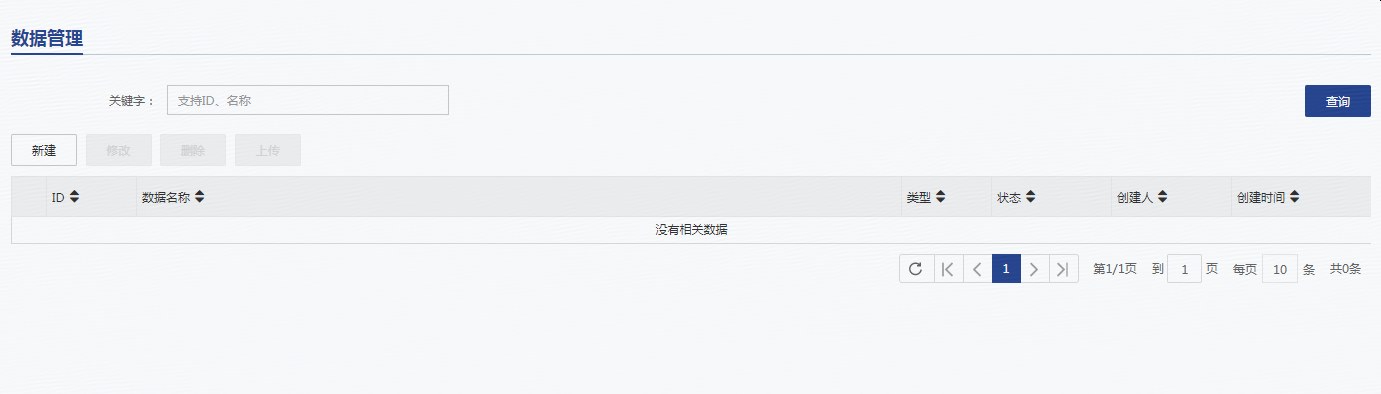 数据管理
关键字： 支持ID、名称 查询
新建 修改 删除 上传
ID 数据名称 类型 状态 创建人 创建时间
没有相关数据
1 第1/1页 到 1 页 每页 10 条 共0条